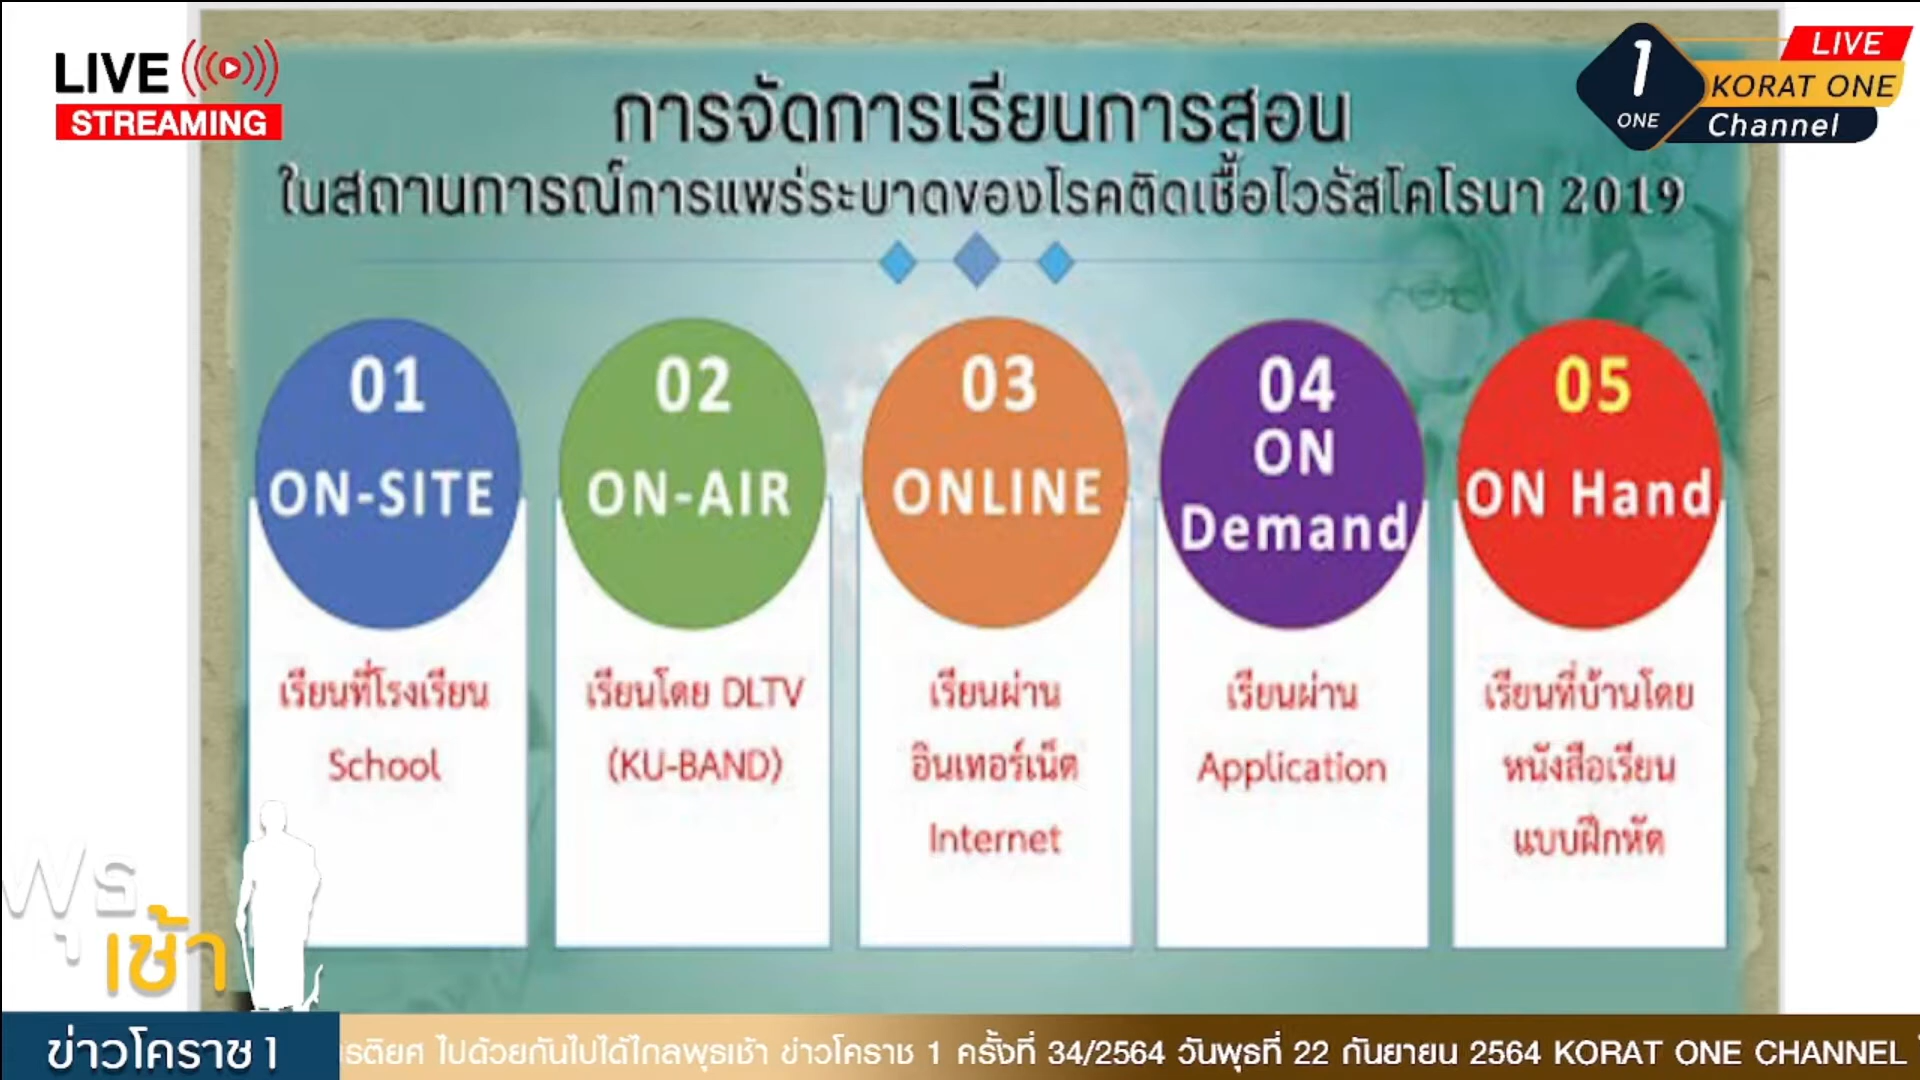 LIVE
STREAMING
1
ONE
LIVE
KORAT ONE
Channel
การจัดการเรียนการสอน
ในสถานการณ์การแพร่ระบาดของโรคติดเชื้อไวรัสโคโรนา 2019
01
ON-SITE
เรียนที่โรงเรียน
School
02
ON-AIR
เรียนโดย DLTV
(KU-BAND)
03
ONLINE
เรียนผ่าน
อินเทอร์เน็ต
Internet
04
ON
Demand
เรียนผ่าน
Application
05
ON Hand
เรียนที่บ้านโดย
หนังสือเรียน
แบบฝึกหัด
พุธ
เช้า
ข่าวโคราช 1
ไปด้วยกันไปได้ไกลพุธเช้า ข่าวโคราช 1 ครั้งที่ 34/2564 วันพุธที่ 22 กันยายน 2564 KORAT ONE CHANNEL